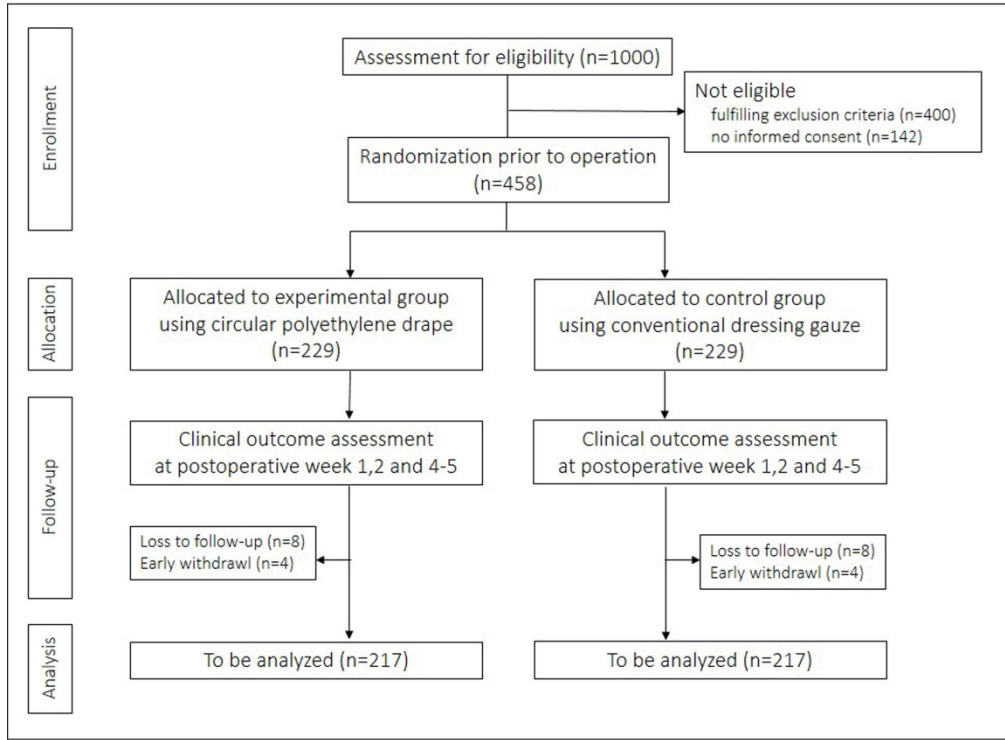 Enrollment
Assessment for eligibility (n=1000)
Not eligible
fulfilling exclusion criteria (n=400)
no informed consent (n=142)
Randomization prior to operation
(n=458)
Allocation
Allocated to experimental group
using circular polyethylene drape
(n=229)
Allocated to control group
using conventional dressing gauze
(n=229)
Follow-up
Clinical outcome assessment
at postoperative week 1,2 and 4-5
Clinical outcome assessment
at postoperative week 1,2 and 4-5
Loss to follow-up (n=8)
Early withdrawl (n=4)
Loss to follow-up (n=8)
Early withdrawl (n=4)
Analysis
To be analyzed (n=217)
To be analyzed (n=217)